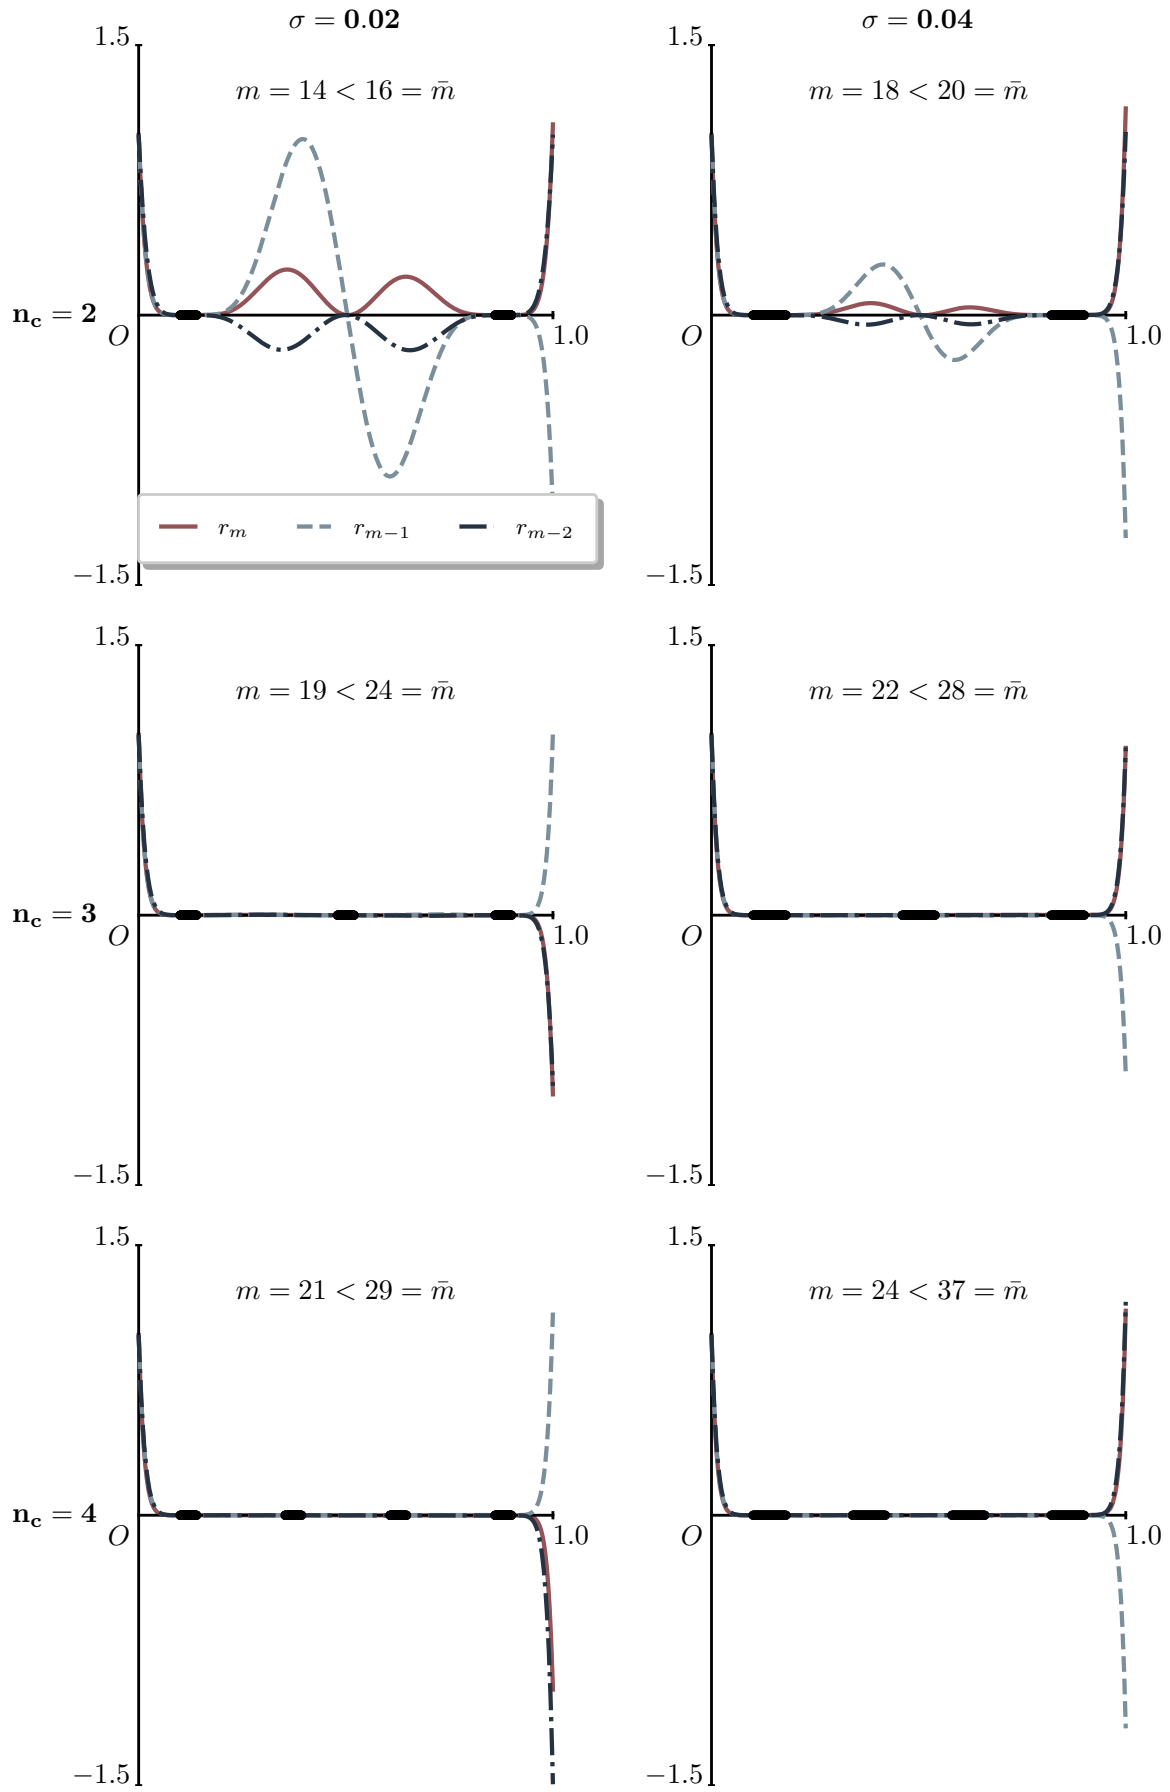 σ = 0.02
σ = 0.04
1.5
1.5
m = 14 < 16 = m̄
m = 18 < 20 = m̄
n_c = 2
O
1.0
O
1.0
r_m
r_{m−1}
r_{m−2}
−1.5
−1.5
1.5
1.5
m = 19 < 24 = m̄
m = 22 < 28 = m̄
n_c = 3
O
1.0
O
1.0
−1.5
−1.5
1.5
1.5
m = 21 < 29 = m̄
m = 24 < 37 = m̄
n_c = 4
O
1.0
O
1.0
−1.5
−1.5